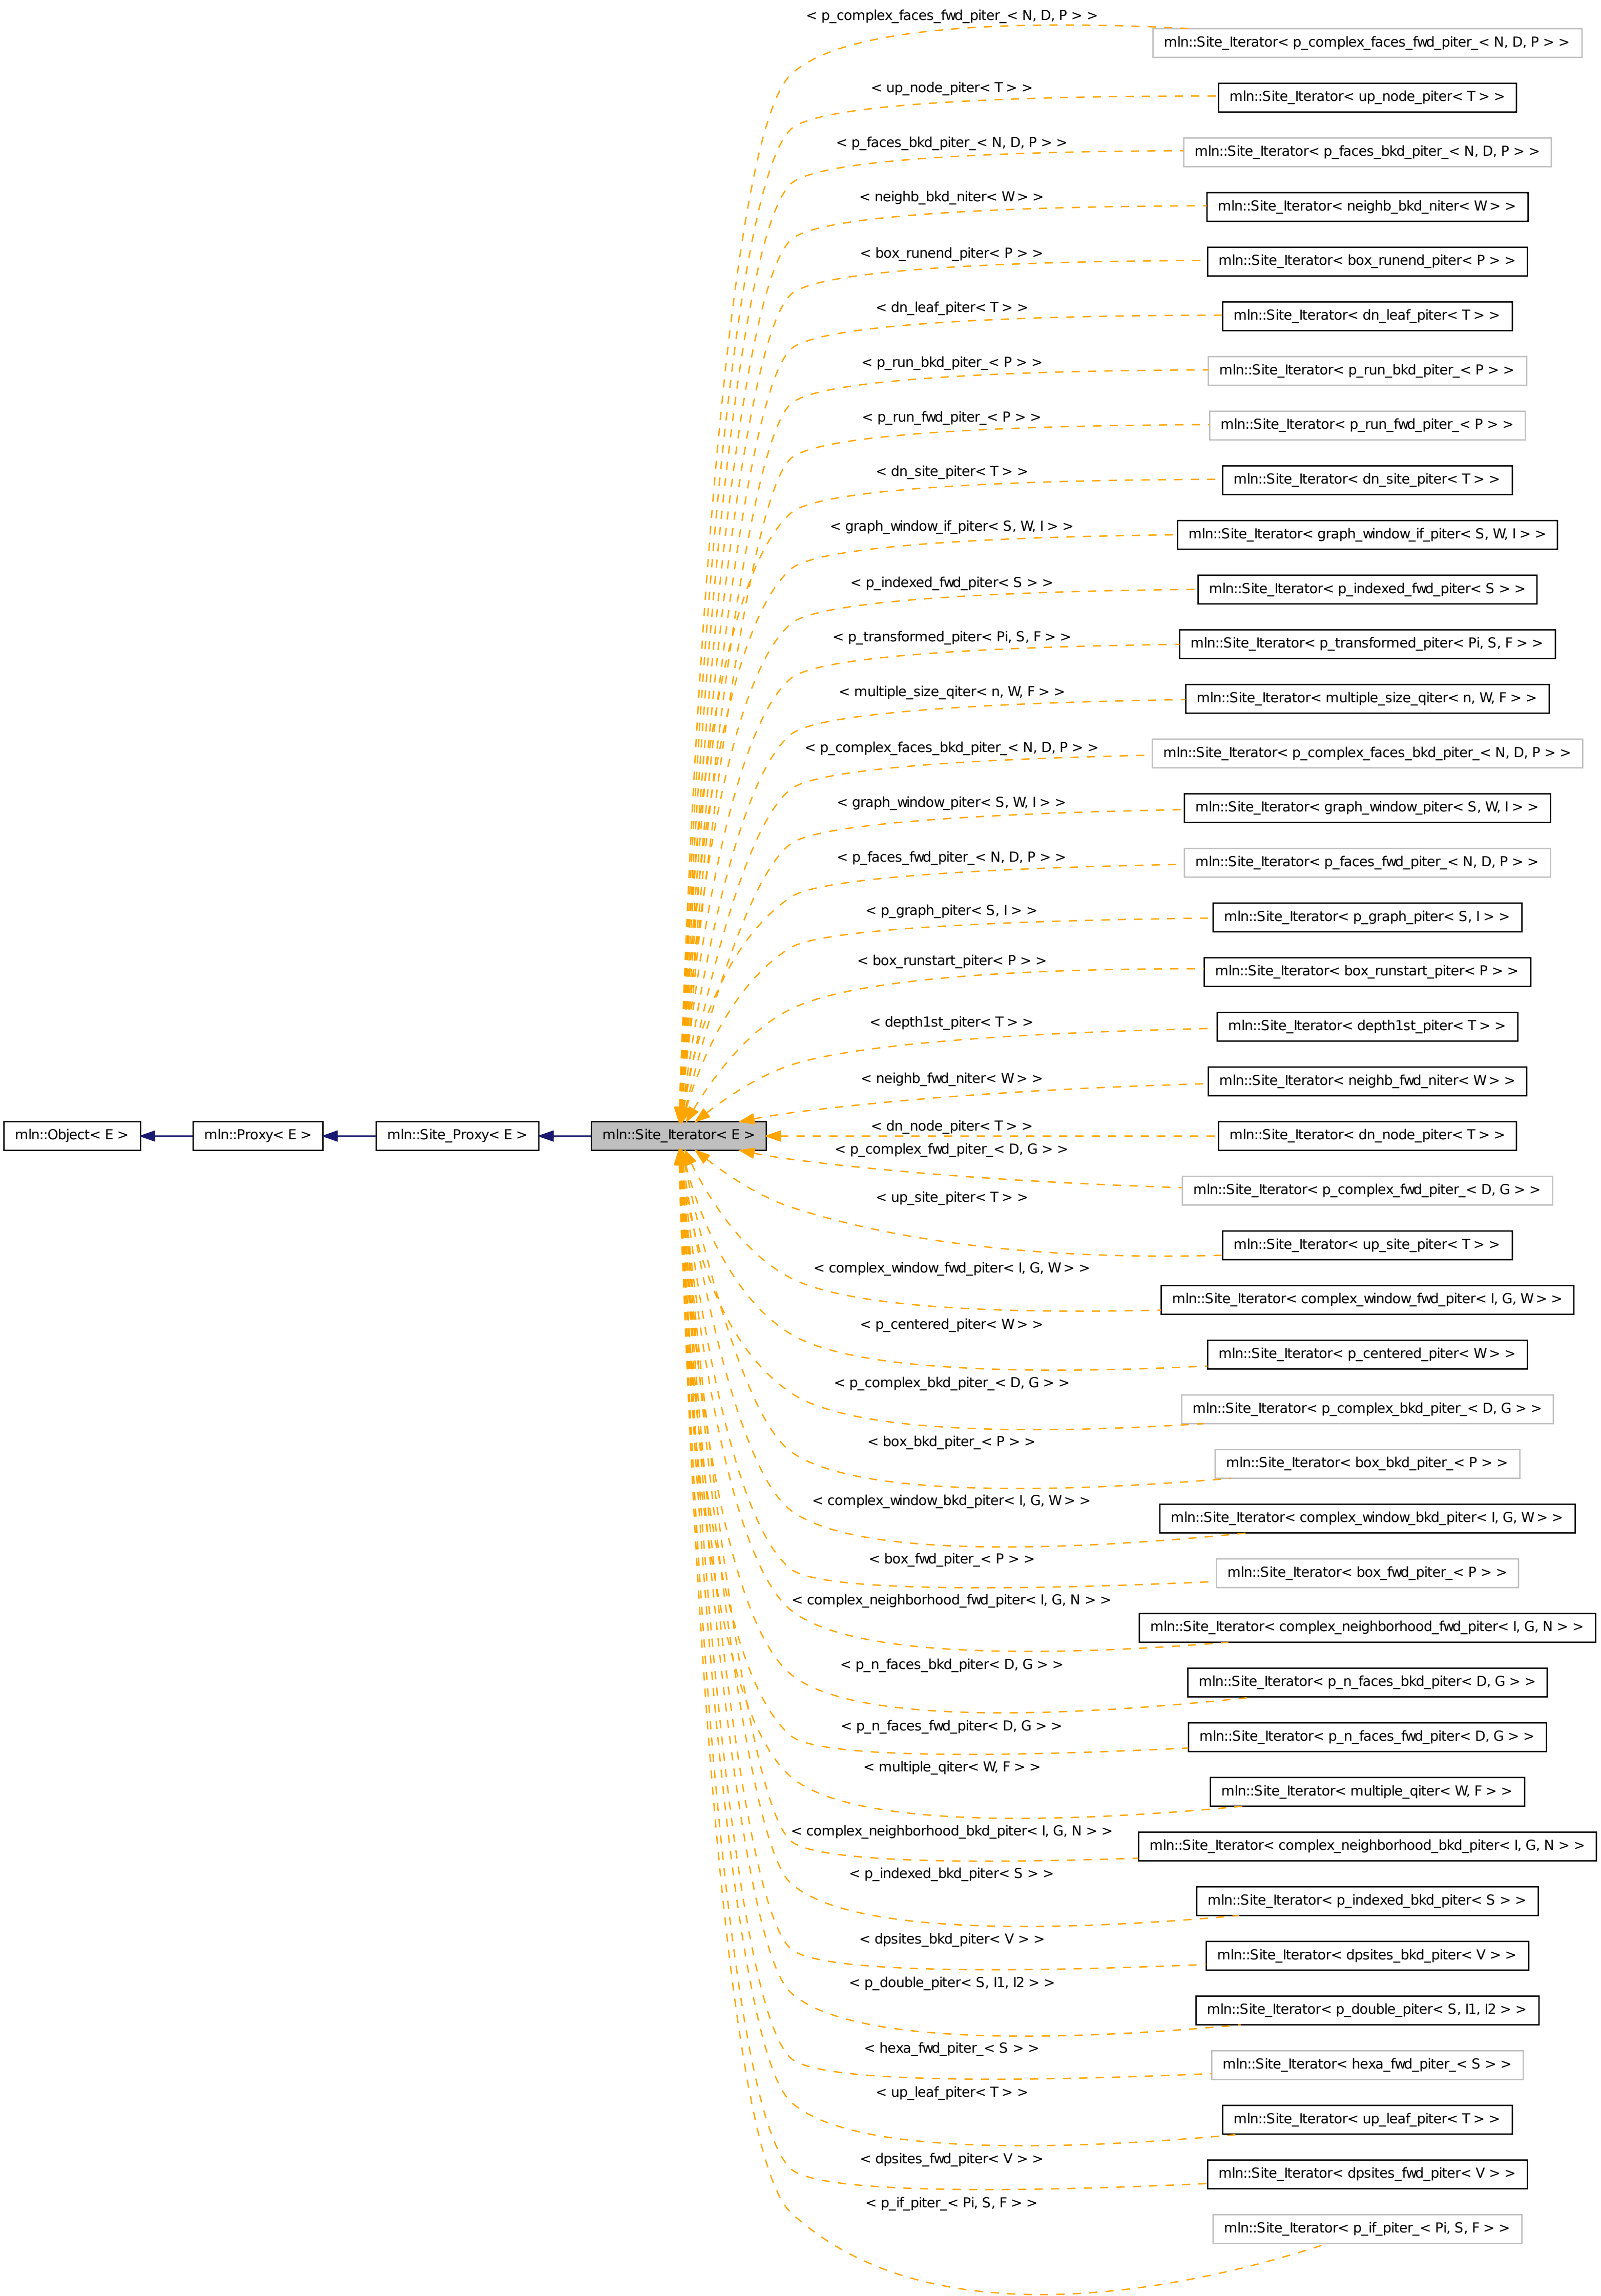 < p_complex_faces_fwd_piter_< N, D, P > >
mln::Site_Iterator< p_complex_faces_fwd_piter_< N, D, P > >
< up_node_piter< T > >
mln::Site_Iterator< up_node_piter< T > >
< p_faces_bkd_piter_< N, D, P > >
mln::Site_Iterator< p_faces_bkd_piter_< N, D, P > >
< neighb_bkd_niter< W > >
mln::Site_Iterator< neighb_bkd_niter< W > >
< box_runend_piter< P > >
mln::Site_Iterator< box_runend_piter< P > >
< dn_leaf_piter< T > >
mln::Site_Iterator< dn_leaf_piter< T > >
< p_run_bkd_piter_< P > >
mln::Site_Iterator< p_run_bkd_piter_< P > >
< p_run_fwd_piter_< P > >
mln::Site_Iterator< p_run_fwd_piter_< P > >
< dn_site_piter< T > >
mln::Site_Iterator< dn_site_piter< T > >
< graph_window_if_piter< S, W, I > >
mln::Site_Iterator< graph_window_if_piter< S, W, I > >
< p_indexed_fwd_piter< S > >
mln::Site_Iterator< p_indexed_fwd_piter< S > >
< p_transformed_piter< Pi, S, F > >
mln::Site_Iterator< p_transformed_piter< Pi, S, F > >
< multiple_size_qiter< n, W, F > >
mln::Site_Iterator< multiple_size_qiter< n, W, F > >
< p_complex_faces_bkd_piter_< N, D, P > >
mln::Site_Iterator< p_complex_faces_bkd_piter_< N, D, P > >
< graph_window_piter< S, W, I > >
mln::Site_Iterator< graph_window_piter< S, W, I > >
< p_faces_fwd_piter_< N, D, P > >
mln::Site_Iterator< p_faces_fwd_piter_< N, D, P > >
< p_graph_piter< S, I > >
mln::Site_Iterator< p_graph_piter< S, I > >
< box_runstart_piter< P > >
mln::Site_Iterator< box_runstart_piter< P > >
< depth1st_piter< T > >
mln::Site_Iterator< depth1st_piter< T > >
< neighb_fwd_niter< W > >
mln::Site_Iterator< neighb_fwd_niter< W > >
mln::Object< E >
mln::Proxy< E >
mln::Site_Proxy< E >
mln::Site_Iterator< E >
< dn_node_piter< T > >
mln::Site_Iterator< dn_node_piter< T > >
< p_complex_fwd_piter_< D, G > >
mln::Site_Iterator< p_complex_fwd_piter_< D, G > >
< up_site_piter< T > >
mln::Site_Iterator< up_site_piter< T > >
< complex_window_fwd_piter< I, G, W > >
mln::Site_Iterator< complex_window_fwd_piter< I, G, W > >
< p_centered_piter< W > >
mln::Site_Iterator< p_centered_piter< W > >
< p_complex_bkd_piter_< D, G > >
mln::Site_Iterator< p_complex_bkd_piter_< D, G > >
< box_bkd_piter_< P > >
mln::Site_Iterator< box_bkd_piter_< P > >
< complex_window_bkd_piter< I, G, W > >
mln::Site_Iterator< complex_window_bkd_piter< I, G, W > >
< box_fwd_piter_< P > >
mln::Site_Iterator< box_fwd_piter_< P > >
< complex_neighborhood_fwd_piter< I, G, N > >
mln::Site_Iterator< complex_neighborhood_fwd_piter< I, G, N > >
< p_n_faces_bkd_piter< D, G > >
mln::Site_Iterator< p_n_faces_bkd_piter< D, G > >
< p_n_faces_fwd_piter< D, G > >
mln::Site_Iterator< p_n_faces_fwd_piter< D, G > >
< multiple_qiter< W, F > >
mln::Site_Iterator< multiple_qiter< W, F > >
< complex_neighborhood_bkd_piter< I, G, N > >
mln::Site_Iterator< complex_neighborhood_bkd_piter< I, G, N > >
< p_indexed_bkd_piter< S > >
mln::Site_Iterator< p_indexed_bkd_piter< S > >
< dpsites_bkd_piter< V > >
mln::Site_Iterator< dpsites_bkd_piter< V > >
< p_double_piter< S, I1, I2 > >
mln::Site_Iterator< p_double_piter< S, I1, I2 > >
< hexa_fwd_piter_< S > >
mln::Site_Iterator< hexa_fwd_piter_< S > >
< up_leaf_piter< T > >
mln::Site_Iterator< up_leaf_piter< T > >
< dpsites_fwd_piter< V > >
mln::Site_Iterator< dpsites_fwd_piter< V > >
< p_if_piter_< Pi, S, F > >
mln::Site_Iterator< p_if_piter_< Pi, S, F > >